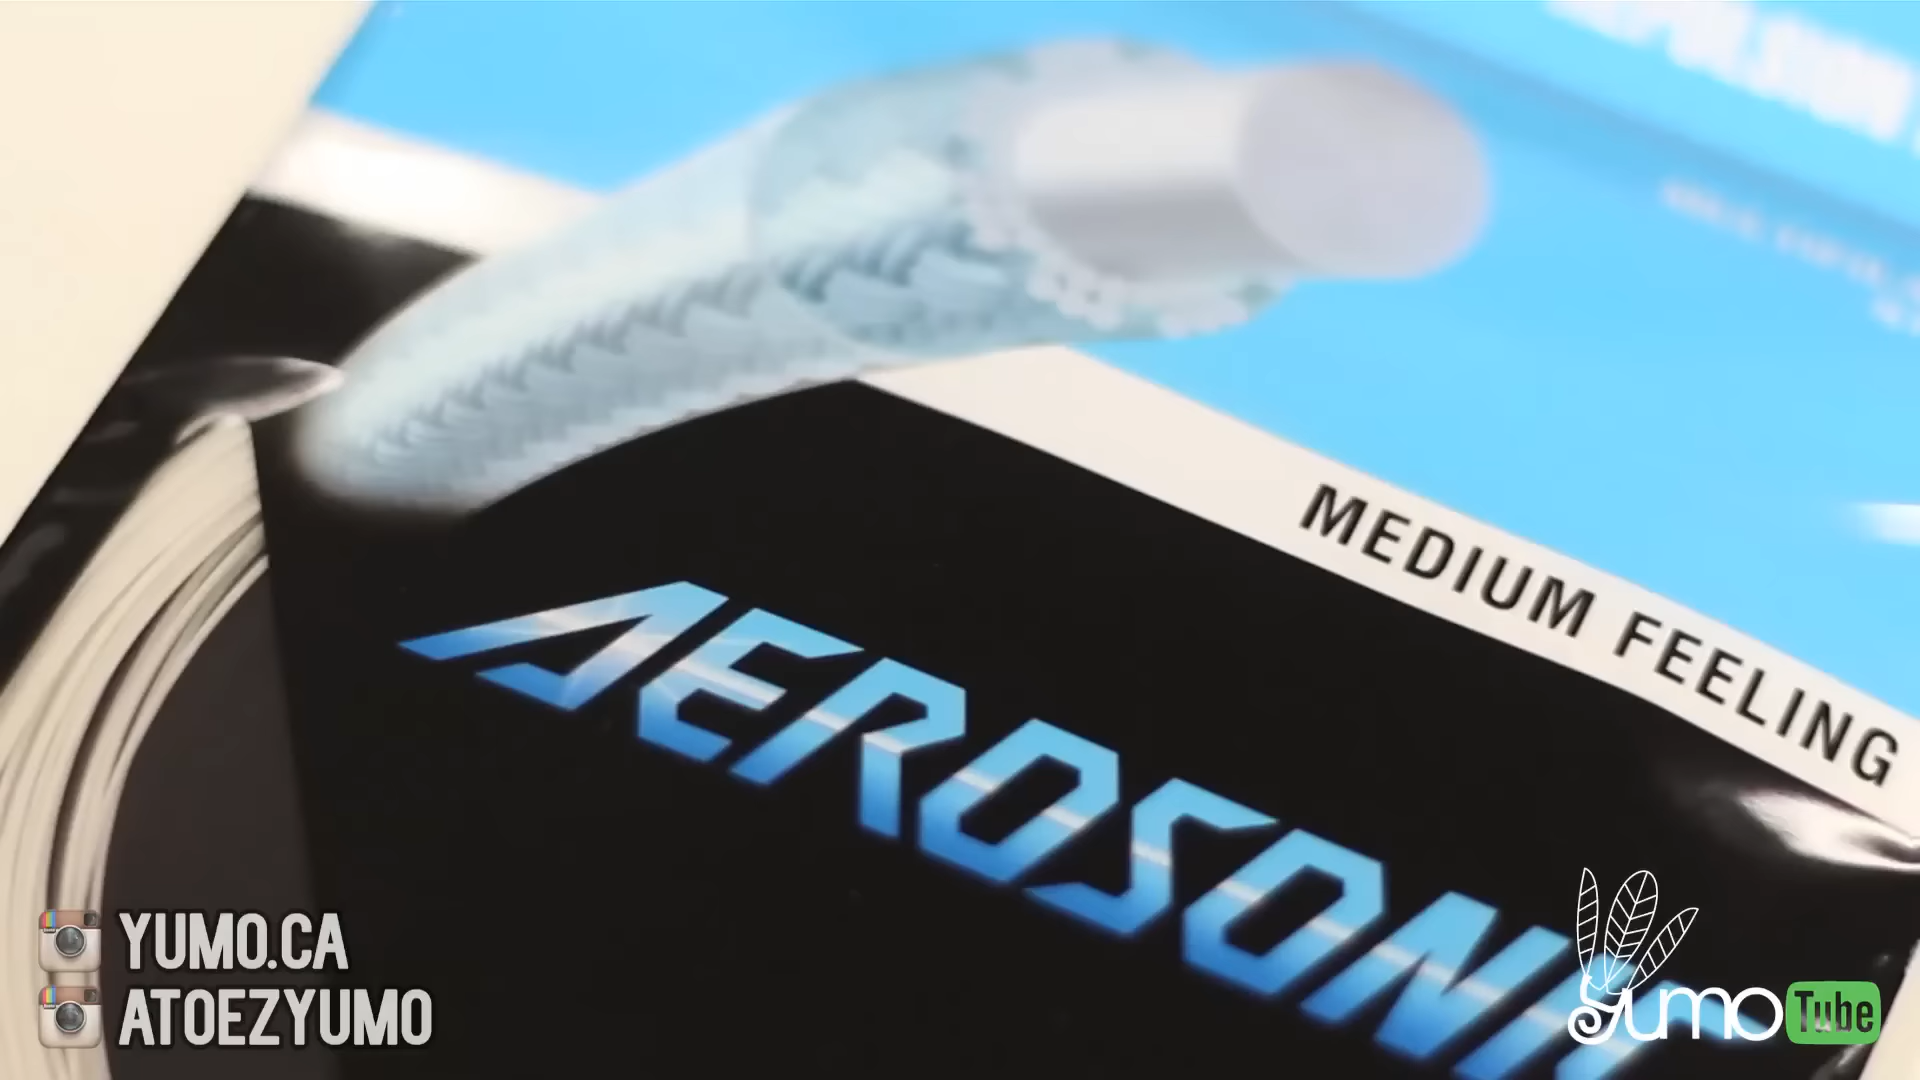 MEDIUM FEELING
AEROSONI
YUMO.CA
ATOEZYUMO
Yumo Tube